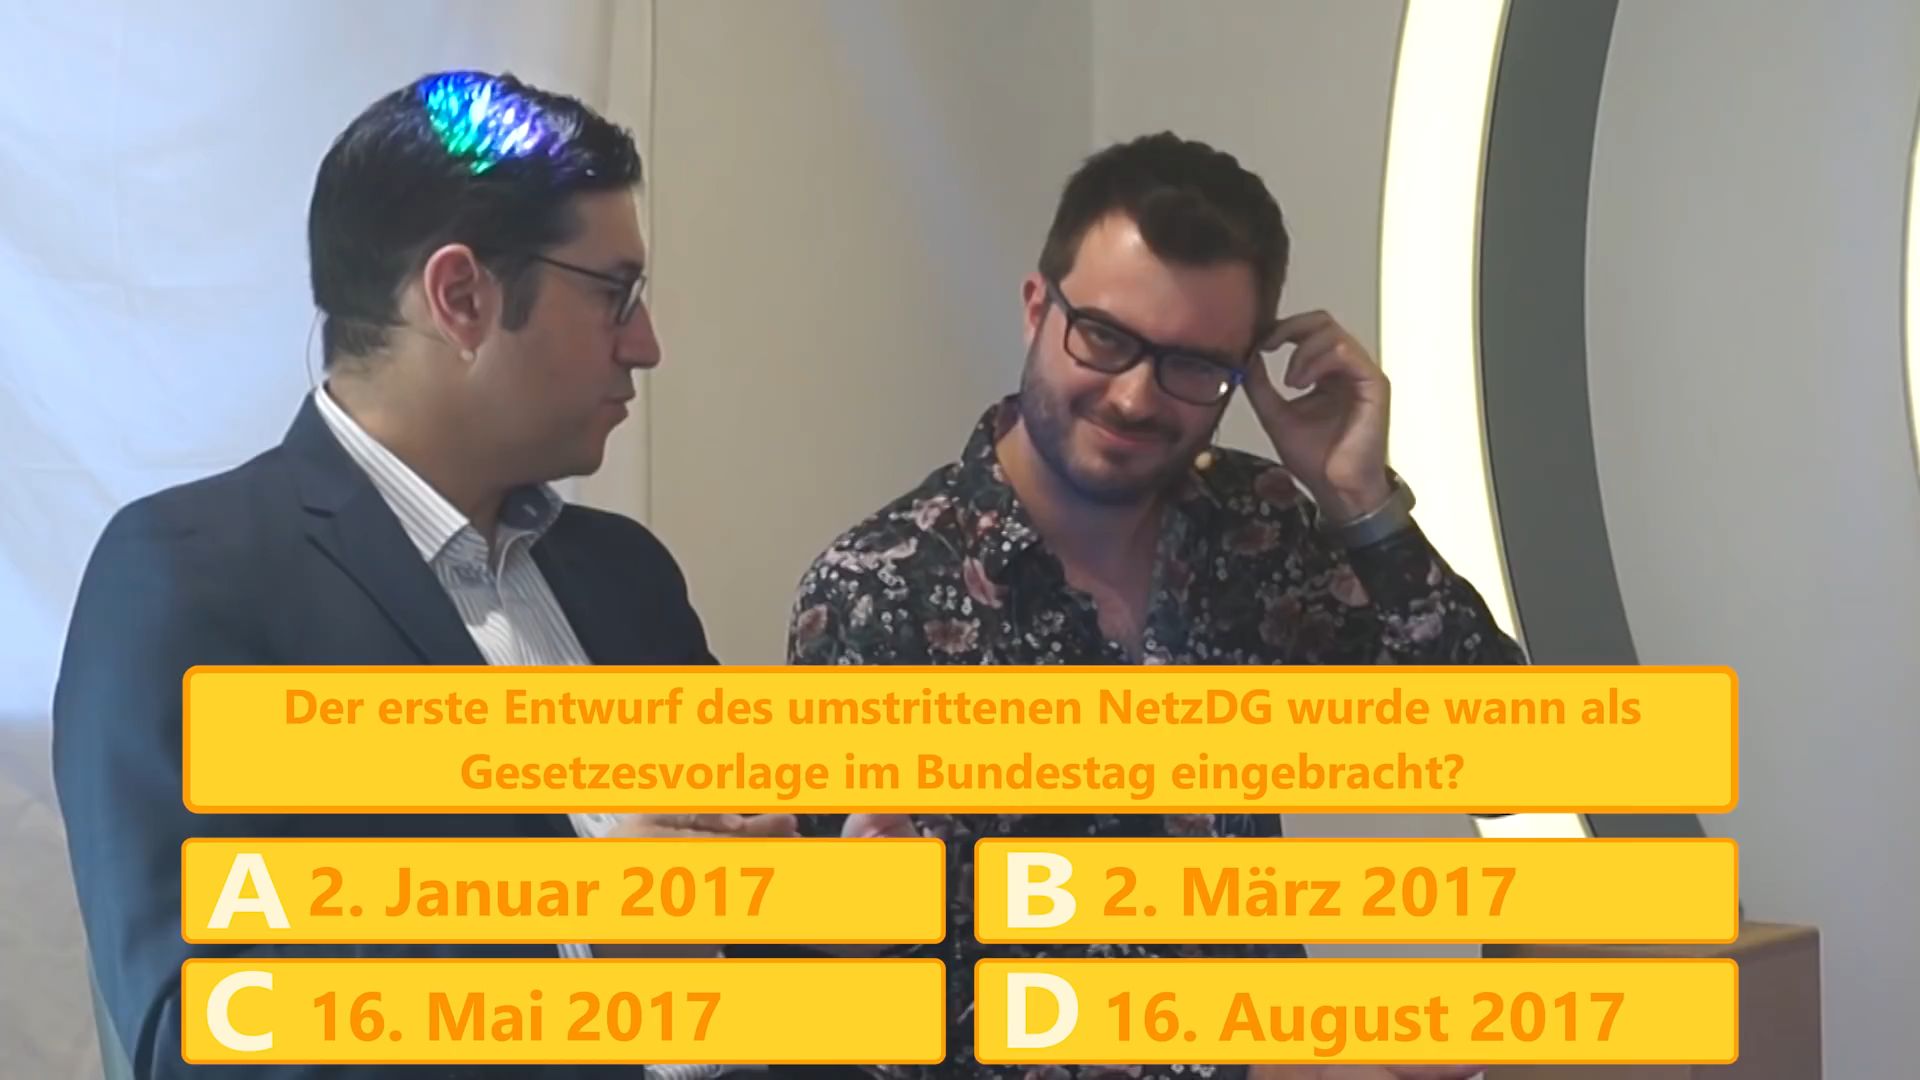 Der erste Entwurf des umstrittenen NetzDG wurde wann als
Gesetzesvorlage im Bundestag eingebracht?
A 2. Januar 2017
B 2. März 2017
C 16. Mai 2017
D 16. August 2017